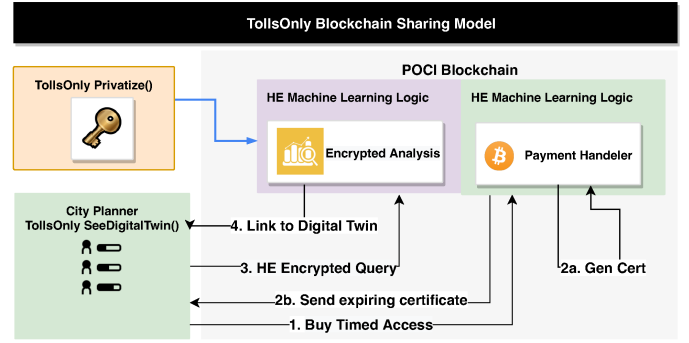 TollsOnly Blockchain Sharing Model
POCI Blockchain
TollsOnly Privatize()
HE Machine Learning Logic
HE Machine Learning Logic
Encrypted Analysis
Payment Handeler
City Planner
TollsOnly SeeDigitalTwin()
4. Link to Digital Twin
3. HE Encrypted Query
2a. Gen Cert
2b. Send expiring certificate
1. Buy Timed Access